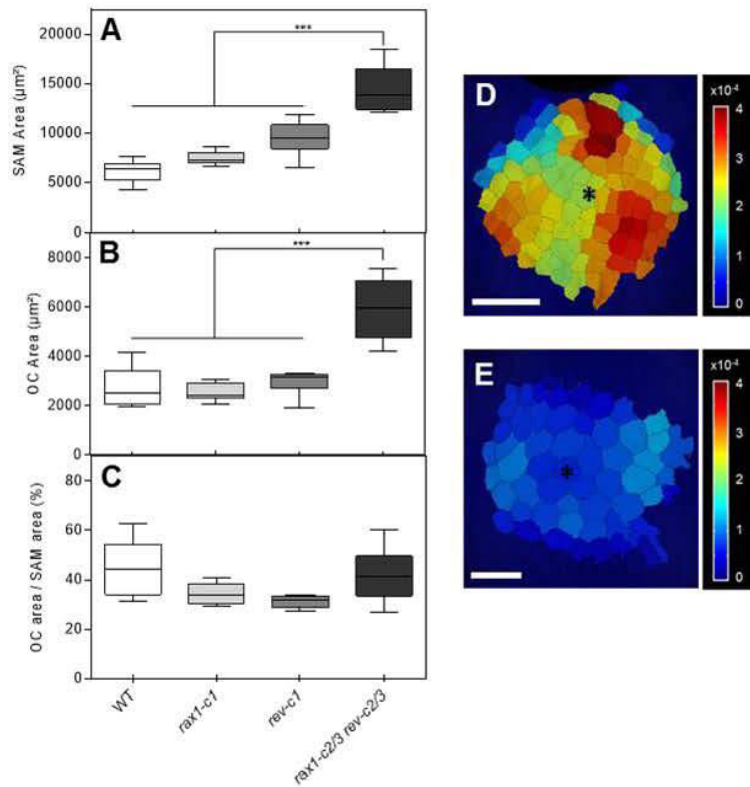 A
SAM Area (µm²)
20000
15000
10000
5000
0
***
B
OC Area (µm²)
8000
6000
4000
2000
0
***
C
OC area / SAM area (%)
80
60
40
20
0
WT
rax1-c1
rev-c1
rax1-c2/3 rev-c2/3
D
*
x10⁻⁴
4
3
2
1
0
E
*
x10⁻⁴
4
3
2
1
0